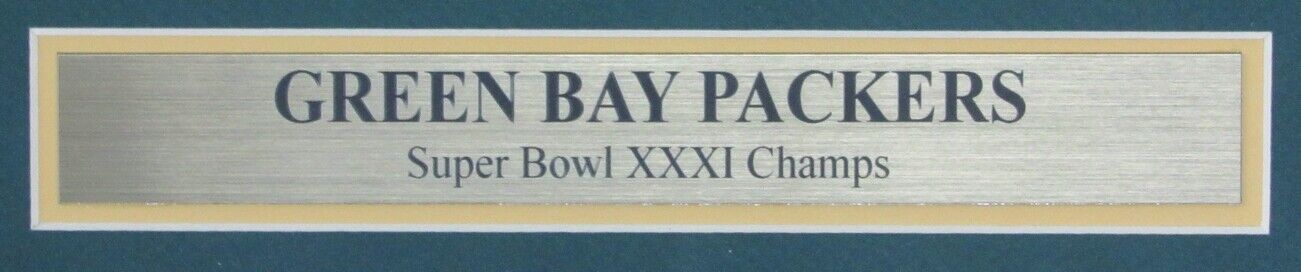 GREEN BAY PACKERS
Super Bowl XXXI Champs